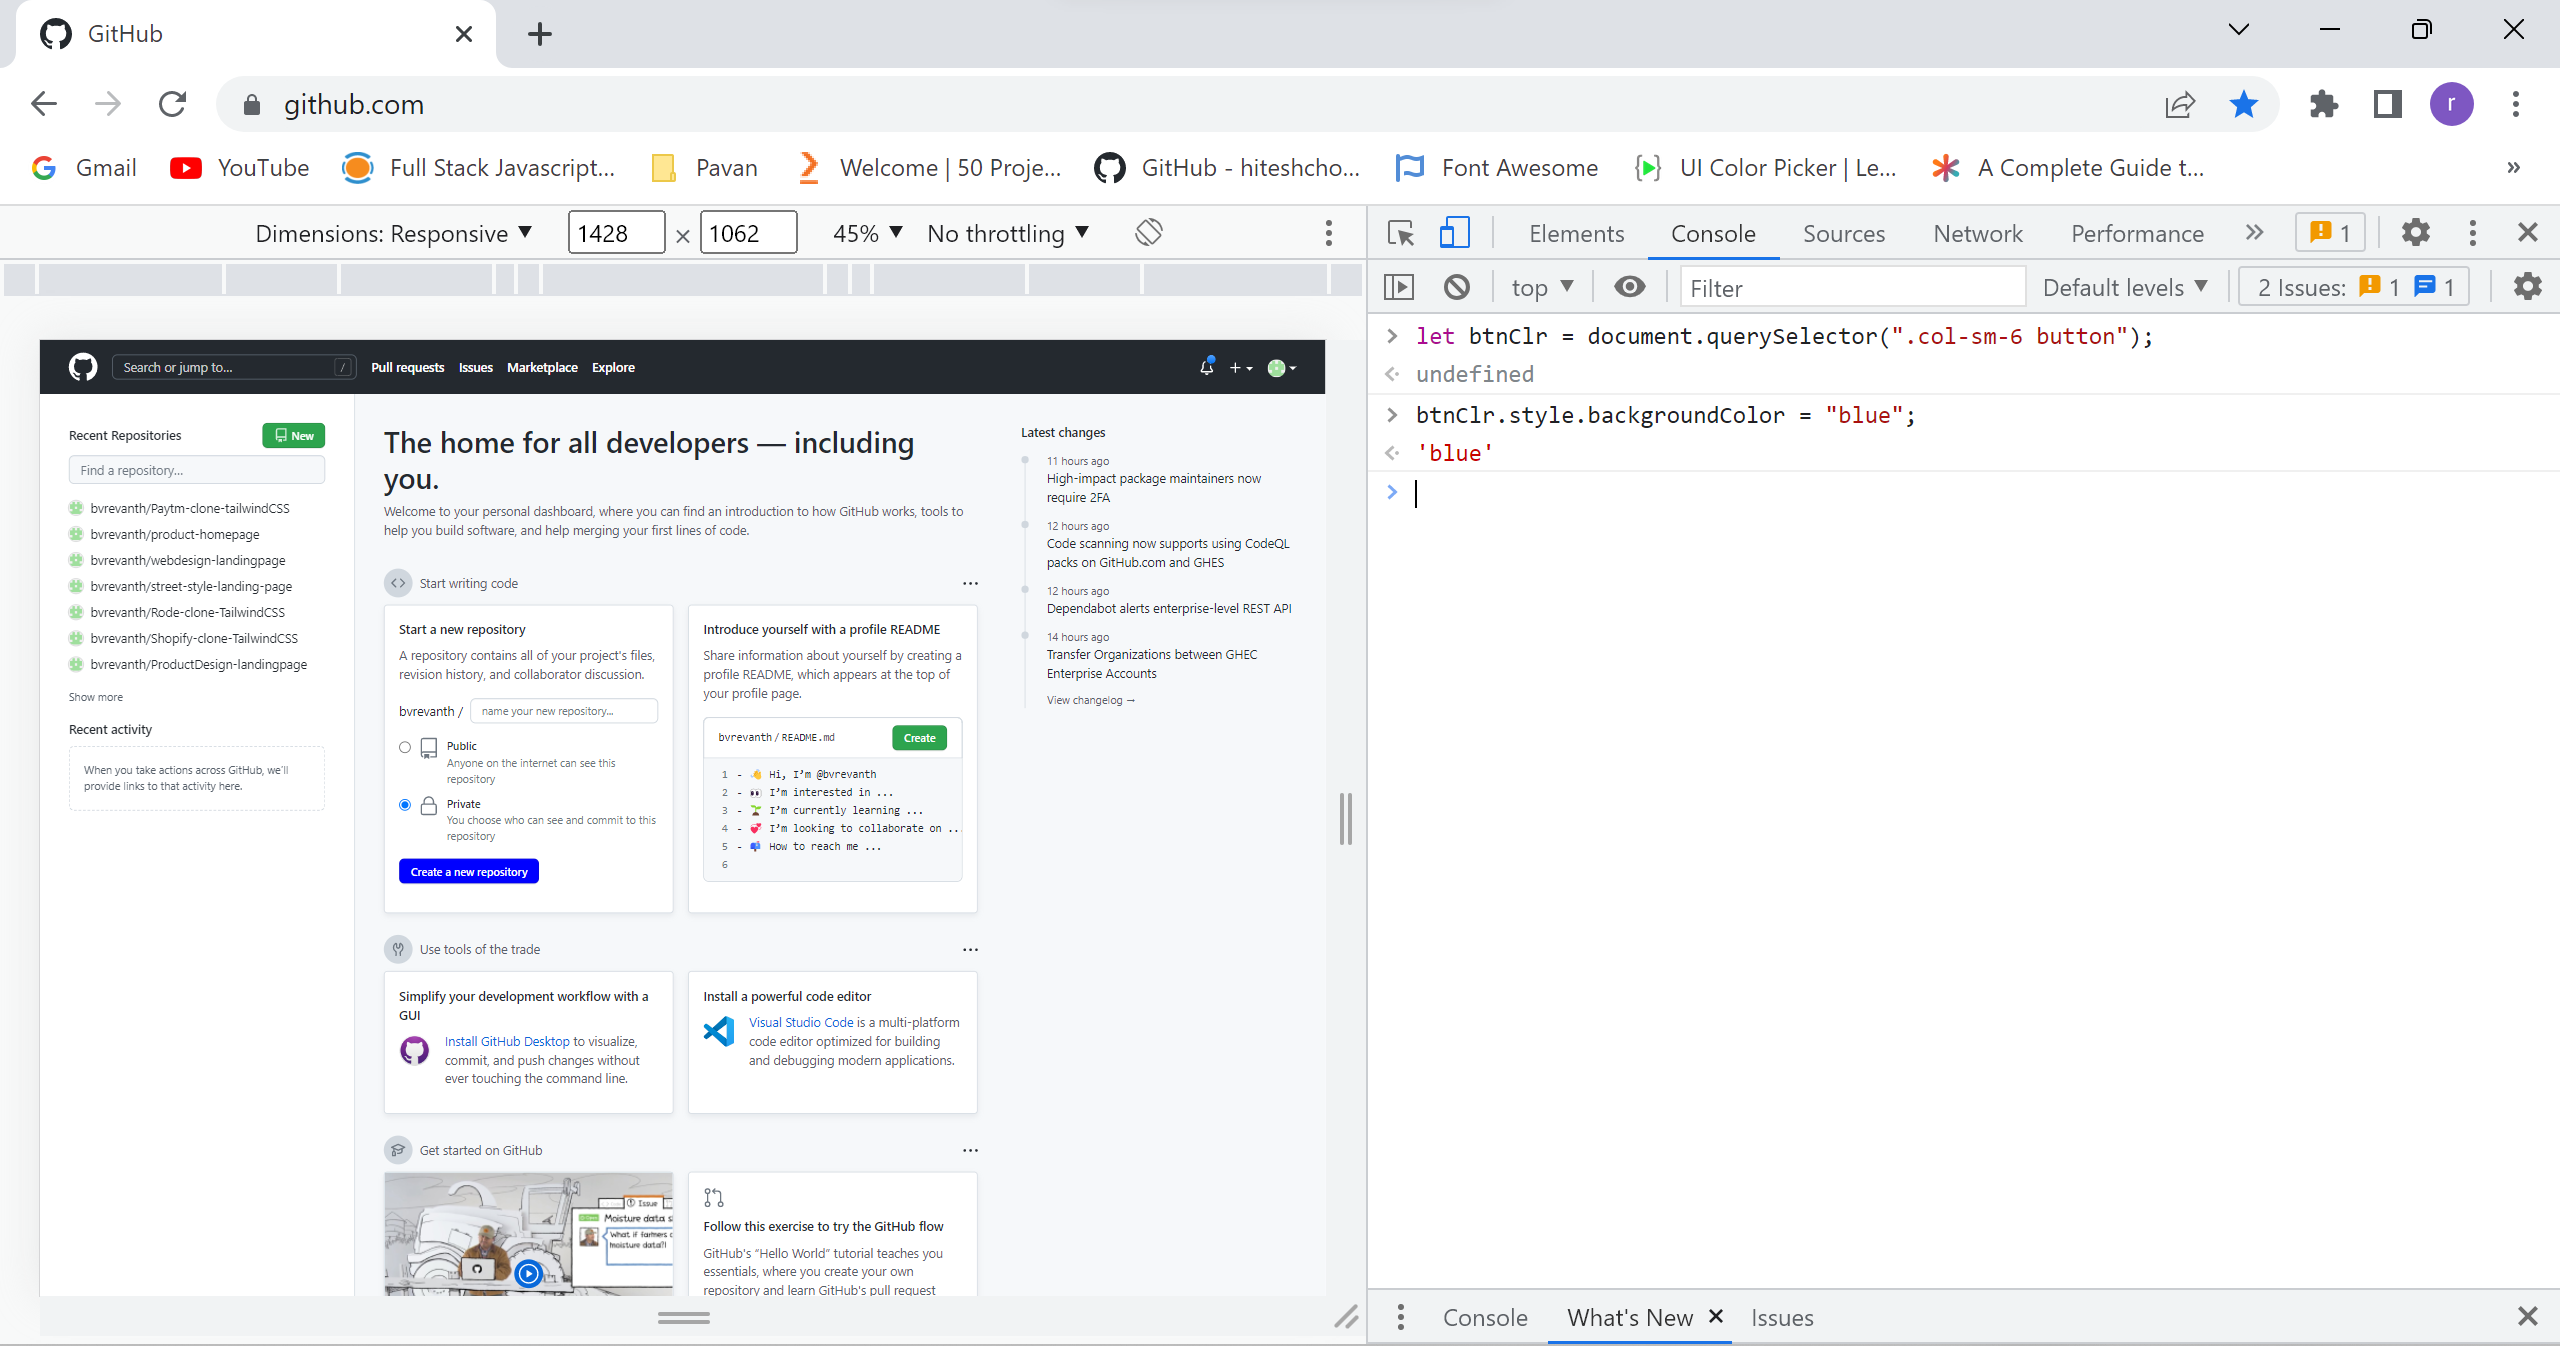 GitHub
github.com
r
Gmail
YouTube
Full Stack Javascript...
Pavan
Welcome | 50 Proje...
GitHub - hiteshcho...
Font Awesome
UI Color Picker | Le...
A Complete Guide t...
»
Dimensions: Responsive
1428
×
1062
45%
No throttling
Elements
Console
Sources
Network
Performance
»
1
top
Filter
Default levels
2 Issues:
1
1
let btnClr = document.querySelector(".col-sm-6 button");
undefined
btnClr.style.backgroundColor = "blue";
'blue'
Search or jump to...
/
Pull requests
Issues
Marketplace
Explore
Recent Repositories
New
Find a repository...
bvrevanth/Paytm-clone-tailwindCSS
bvrevanth/product-homepage
bvrevanth/webdesign-landingpage
bvrevanth/street-style-landing-page
bvrevanth/Rode-clone-TailwindCSS
bvrevanth/Shopify-clone-TailwindCSS
bvrevanth/ProductDesign-landingpage
Show more
Recent activity
When you take actions across GitHub, we'll
provide links to that activity here.
The home for all developers — including
you.
Welcome to your personal dashboard, where you can find an introduction to how GitHub works, tools to
help you build software, and help merging your first lines of code.
Start writing code
Start a new repository
A repository contains all of your project's files,
revision history, and collaborator discussion.
bvrevanth /
name your new repository...
Public
Anyone on the internet can see this
repository
Private
You choose who can see and commit to this
repository
Create a new repository
Introduce yourself with a profile README
Share information about yourself by creating a
profile README, which appears at the top of
your profile page.
bvrevanth / README.md
Create
1 - 👋 Hi, I'm @bvrevanth
2 - 👀 I'm interested in ...
3 - 🌱 I'm currently learning ...
4 - 💞️ I'm looking to collaborate on ...
5 - 📫 How to reach me ...
6
Use tools of the trade
Simplify your development workflow with a
GUI
Install GitHub Desktop to visualize,
commit, and push changes without
ever touching the command line.
Install a powerful code editor
Visual Studio Code is a multi-platform
code editor optimized for building
and debugging modern applications.
Get started on GitHub
Issue
Moisture data s
What if farmers
moisture data?!
Follow this exercise to try the GitHub flow
GitHub's "Hello World" tutorial teaches you
essentials, where you create your own
repository and learn GitHub's pull request
Latest changes
11 hours ago
High-impact package maintainers now
require 2FA
12 hours ago
Code scanning now supports using CodeQL
packs on GitHub.com and GHES
12 hours ago
Dependabot alerts enterprise-level REST API
14 hours ago
Transfer Organizations between GHEC
Enterprise Accounts
View changelog →
Console
What's New
Issues